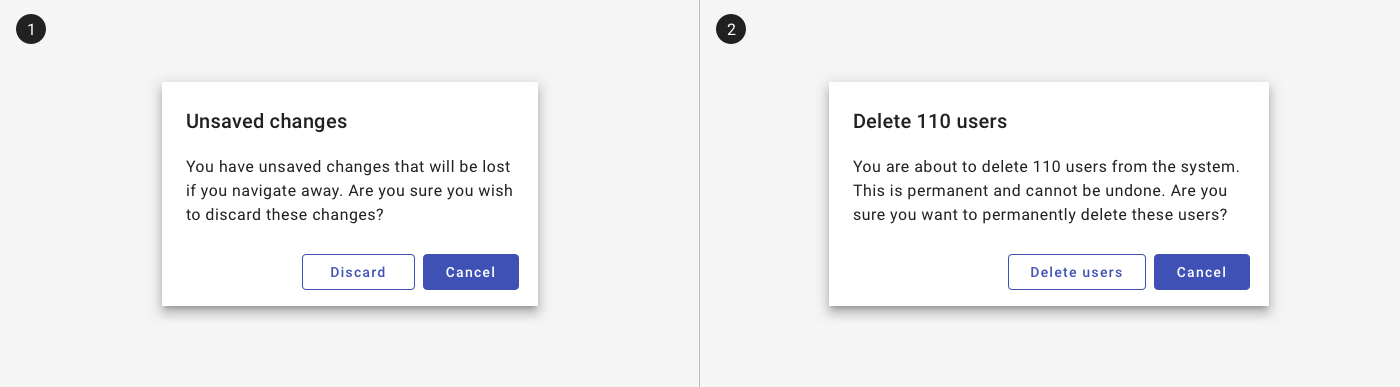 1
Unsaved changes
You have unsaved changes that will be lost
if you navigate away. Are you sure you wish
to discard these changes?
Discard
Cancel
2
Delete 110 users
You are about to delete 110 users from the system.
This is permanent and cannot be undone. Are you
sure you want to permanently delete these users?
Delete users
Cancel